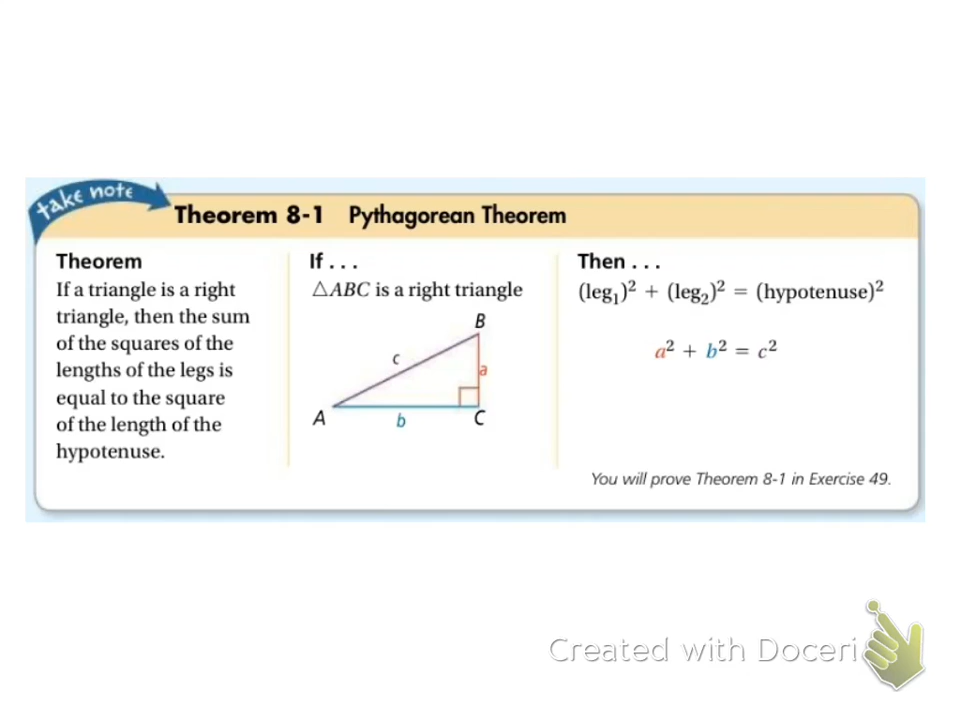 take note
Theorem 8-1 Pythagorean Theorem
Theorem
If a triangle is a right
triangle, then the sum
of the squares of the
lengths of the legs is
equal to the square
of the length of the
hypotenuse.
If . . .
△ABC is a right triangle
B
c
a
A
b
C
Then . . .
(leg₁)² + (leg₂)² = (hypotenuse)²
a² + b² = c²
You will prove Theorem 8-1 in Exercise 49.
Created with Doceri